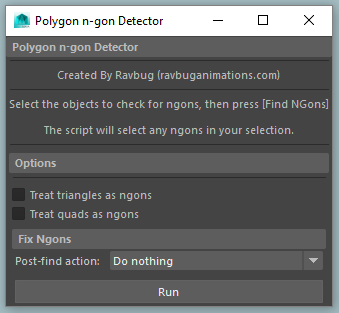 Polygon n-gon Detector
Polygon n-gon Detector
Created By Ravbug (ravbuganimations.com)
Select the objects to check for ngons, then press [Find NGons]
The script will select any ngons in your selection.
Options
Treat triangles as ngons
Treat quads as ngons
Fix Ngons
Post-find action: Do nothing
Run